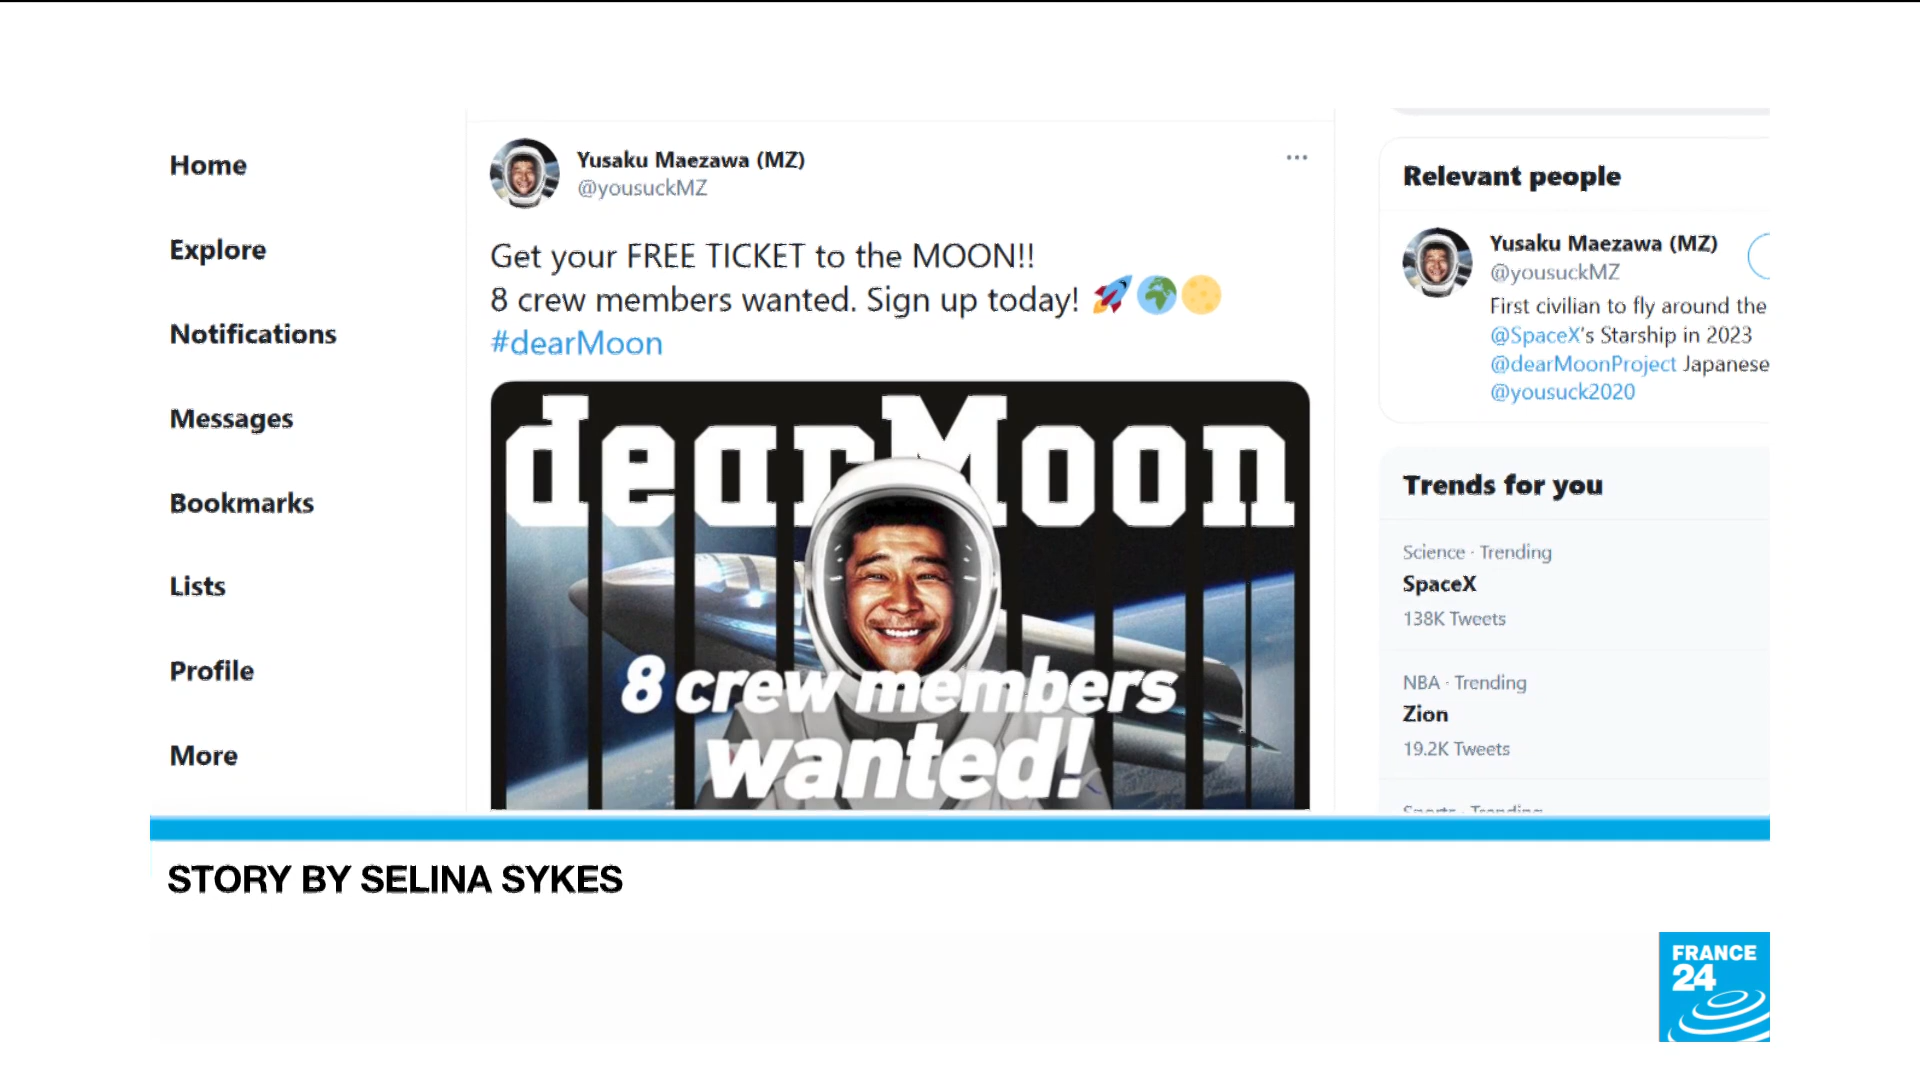 Home
Explore
Notifications
Messages
Bookmarks
Lists
Profile
More
Yusaku Maezawa (MZ)
@yousuckMZ
Get your FREE TICKET to the MOON!!
8 crew members wanted. Sign up today! 🚀🌍🌕
#dearMoon
dearMoon
8 crew members
wanted!
Relevant people
Yusaku Maezawa (MZ)
@yousuckMZ
First civilian to fly around the
@SpaceX's Starship in 2023
@dearMoonProject Japanese
@yousuck2020
Trends for you
Science · Trending
SpaceX
138K Tweets
NBA · Trending
Zion
19.2K Tweets
Sports · Trending
STORY BY SELINA SYKES
FRANCE
24